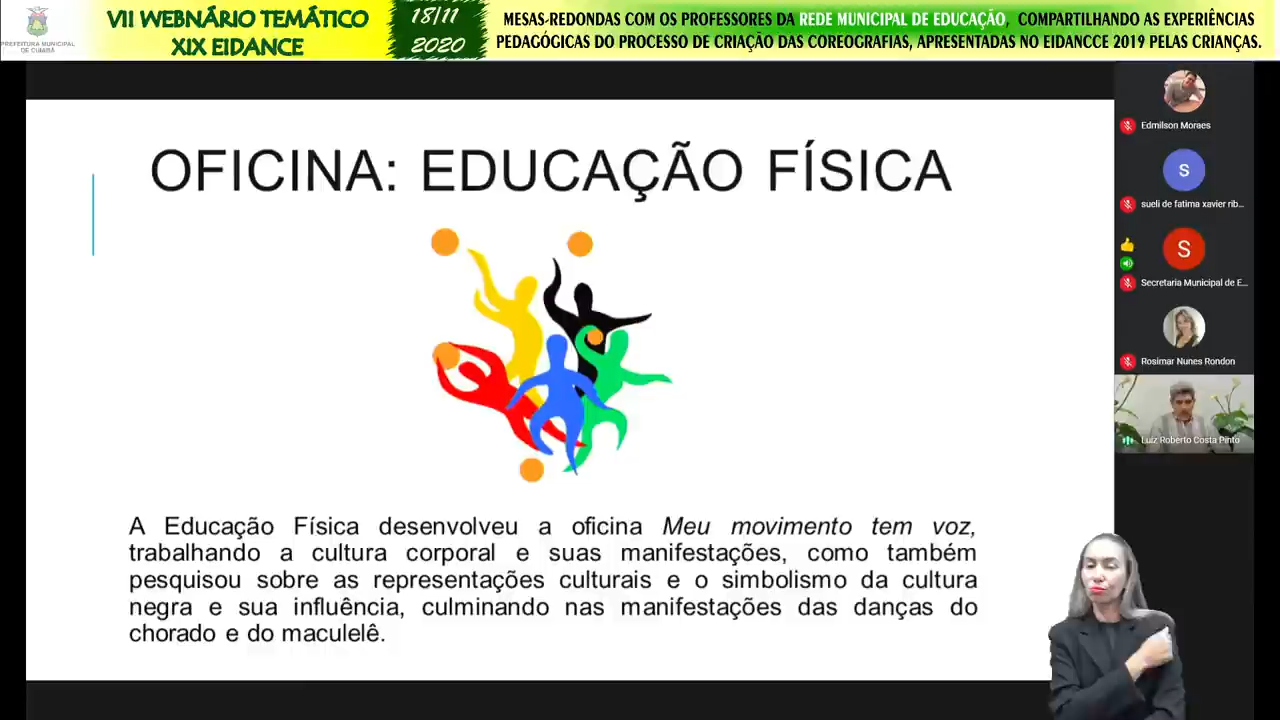 PREFEITURA MUNICIPAL
DE CUIABÁ
VII WEBNÁRIO TEMÁTICO
XIX EIDANCE
18/11
2020
MESAS-REDONDAS COM OS PROFESSORES DA REDE MUNICIPAL DE EDUCAÇÃO, COMPARTILHANDO AS EXPERIÊNCIAS
PEDAGÓGICAS DO PROCESSO DE CRIAÇÃO DAS COREOGRAFIAS, APRESENTADAS NO EIDANCCE 2019 PELAS CRIANÇAS.
OFICINA: EDUCAÇÃO FÍSICA
A Educação Física desenvolveu a oficina Meu movimento tem voz,
trabalhando a cultura corporal e suas manifestações, como também
pesquisou sobre as representações culturais e o simbolismo da cultura
negra e sua influência, culminando nas manifestações das danças do
chorado e do maculelê.
Edmilson Moraes
S
sueli de fatima xavier rib...
S
Secretaria Municipal de E...
Rosimar Nunes Rondon
Luiz Roberto Costa Pinto